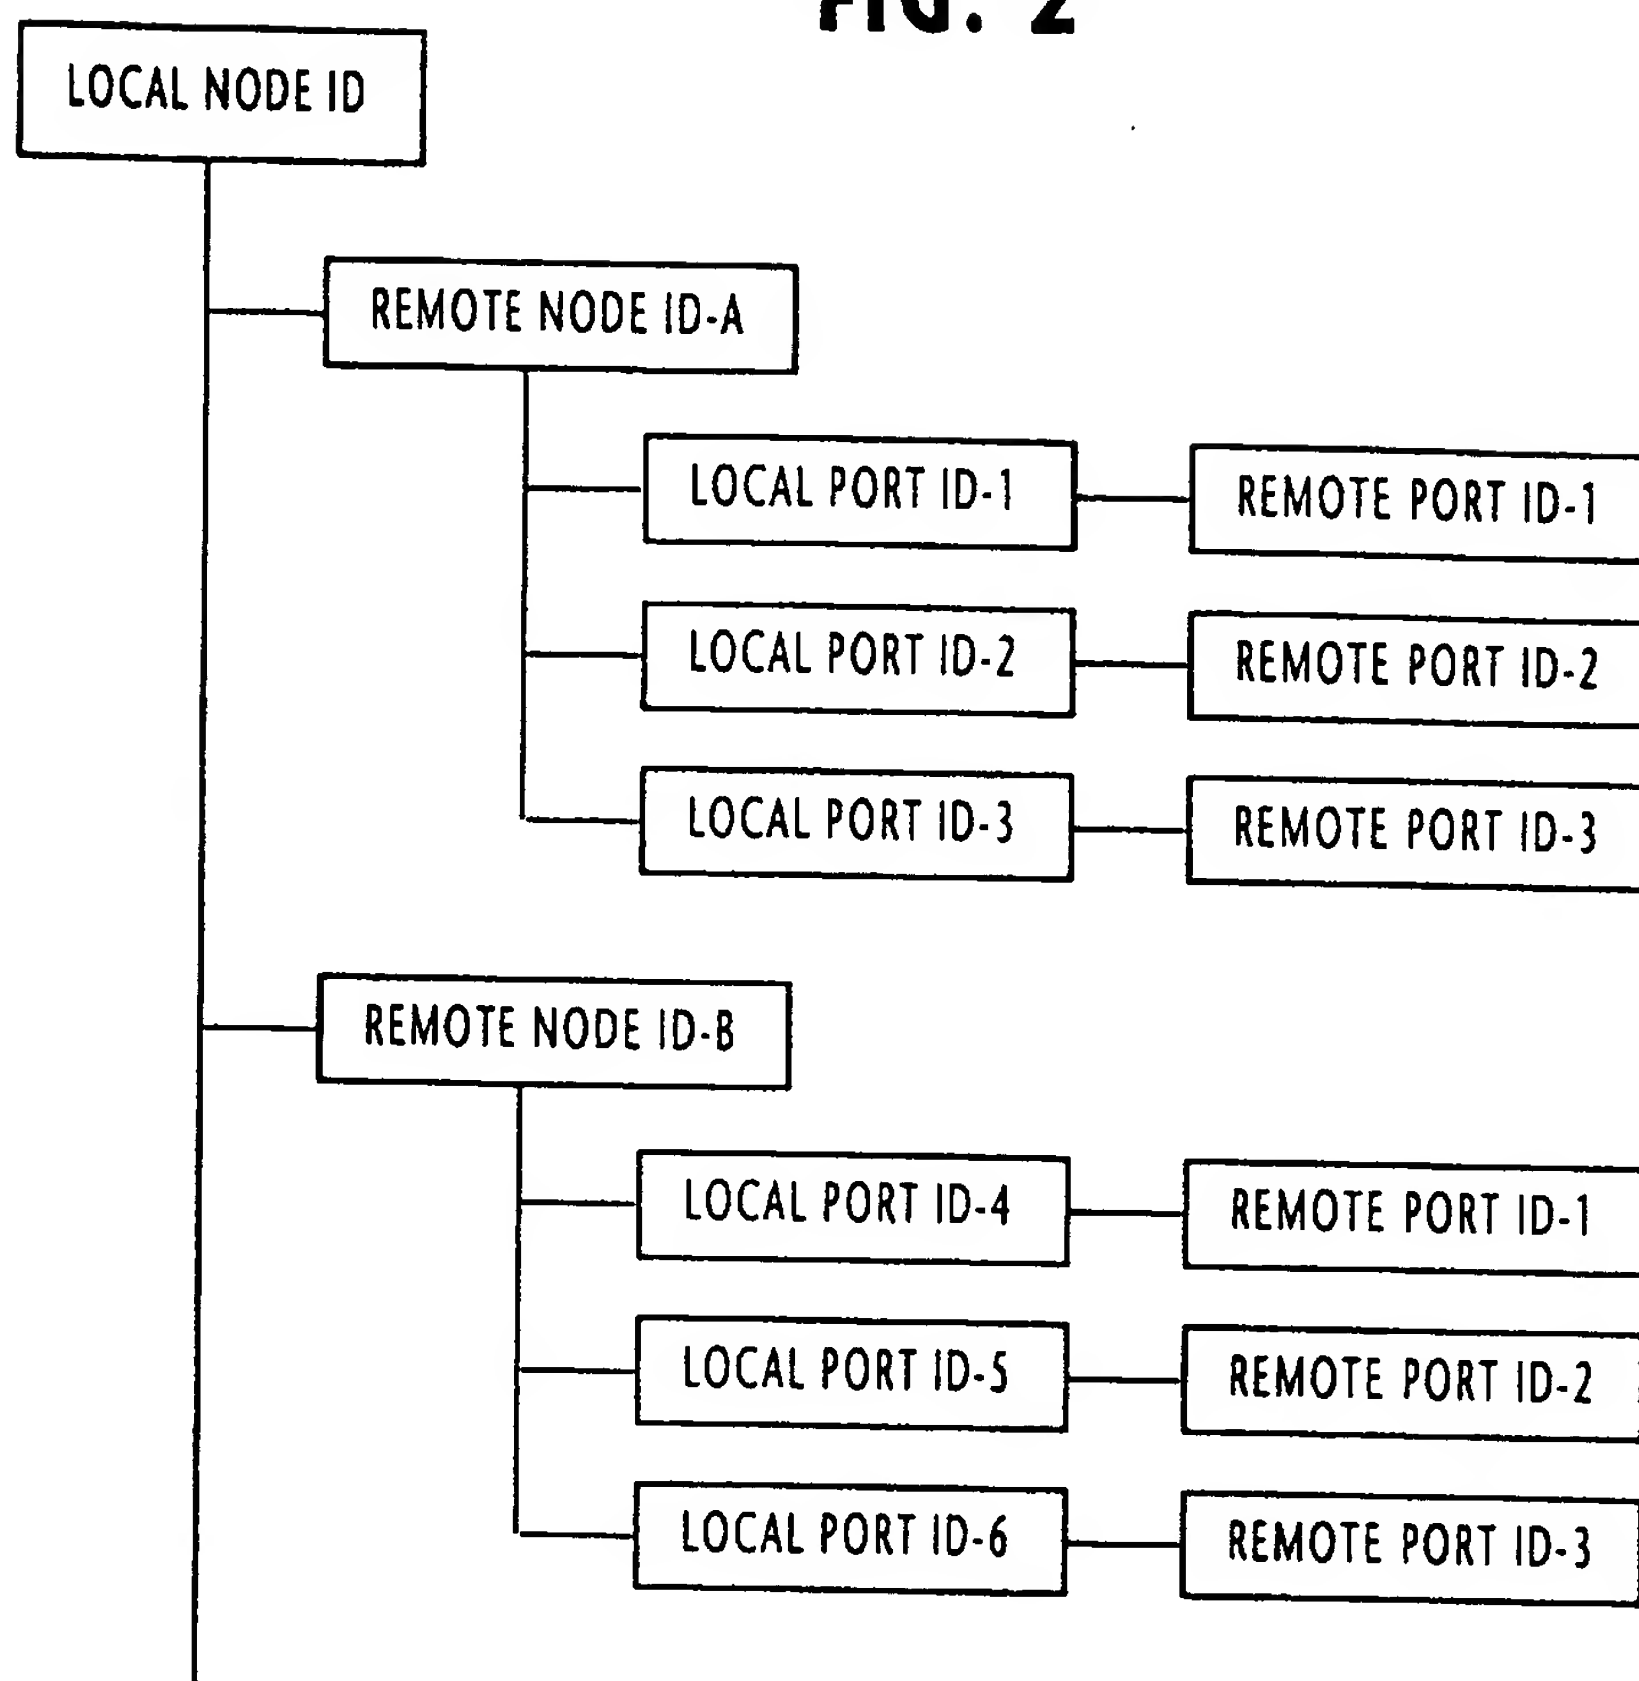 FIG. 2
LOCAL NODE ID
REMOTE NODE ID-A
LOCAL PORT ID-1
REMOTE PORT ID-1
LOCAL PORT ID-2
REMOTE PORT ID-2
LOCAL PORT ID-3
REMOTE PORT ID-3
REMOTE NODE ID-B
LOCAL PORT ID-4
REMOTE PORT ID-1
LOCAL PORT ID-5
REMOTE PORT ID-2
LOCAL PORT ID-6
REMOTE PORT ID-3